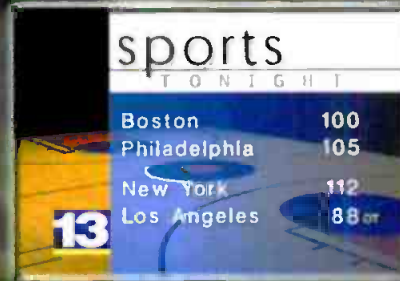 sports
TONIGHT
Boston 100
Philadelphia 105
New York 112
Los Angeles 88 OT
13